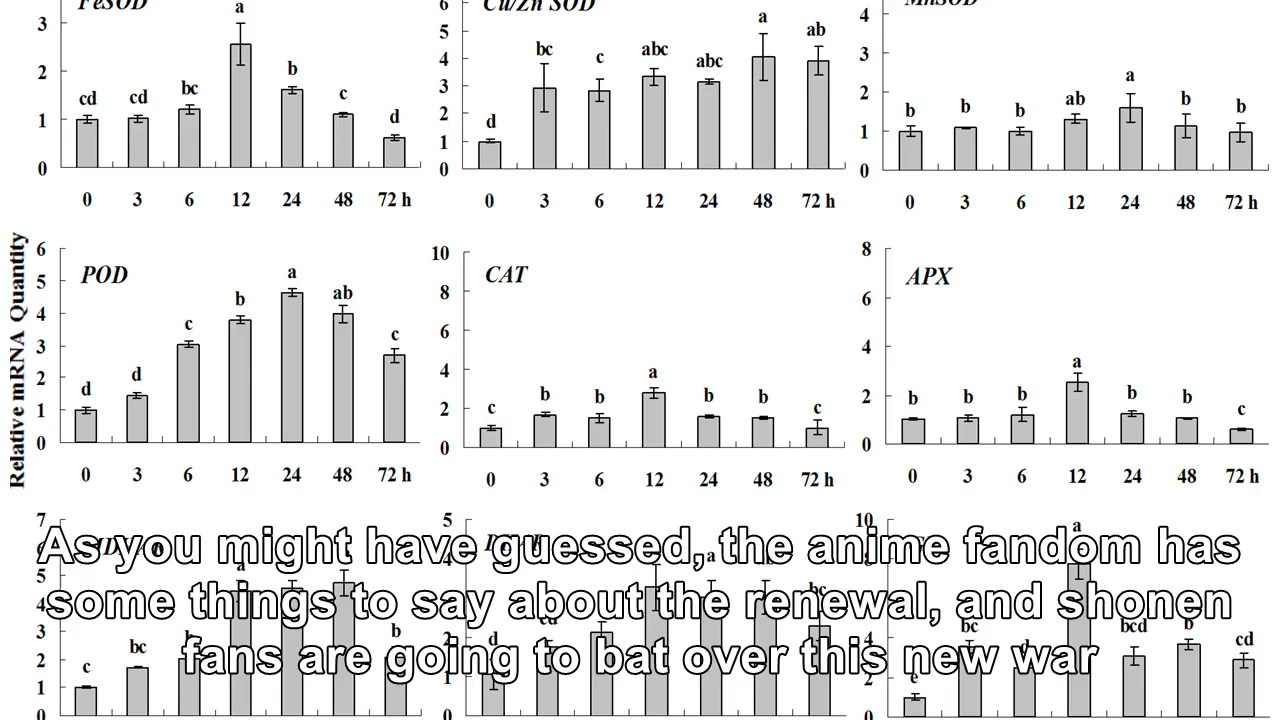 FeSOD
Cu/Zn SOD
MnSOD
3
2
1
0
cd
cd
bc
a
b
c
d
0 3 6 12 24 48 72 h
6
5
4
3
2
1
0
d
bc
c
abc
abc
a
ab
0 3 6 12 24 48 72 h
4
3
2
1
0
b
b
b
ab
a
b
b
0 3 6 12 24 48 72 h
Relative mRNA Quantity
POD
6
5
4
3
2
1
0
d
d
c
b
a
ab
c
0 3 6 12 24 48 72 h
CAT
10
8
6
4
2
0
c
b
b
a
b
b
c
0 3 6 12 24 48 72 h
APX
8
6
4
2
0
b
b
b
a
b
b
c
0 3 6 12 24 48 72 h
7
5
4
3
2
1
0
c
bc
a
b
5
2
1
0
d
cd
a
bc
10
4
2
0
e
bc
a
bcd
b
cd
As you might have guessed, the anime fandom has
some things to say about the renewal, and shonen
fans are going to bat over this new war